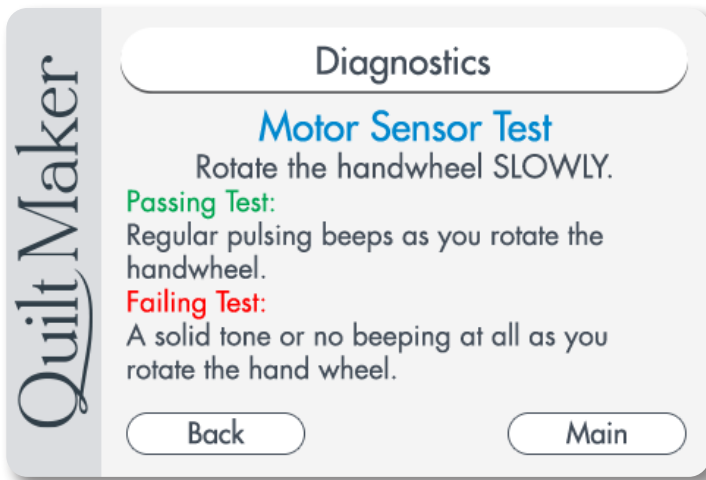 Quilt Maker
Diagnostics
Motor Sensor Test
Rotate the handwheel SLOWLY.
Passing Test:
Regular pulsing beeps as you rotate the
handwheel.
Failing Test:
A solid tone or no beeping at all as you
rotate the hand wheel.
Back
Main